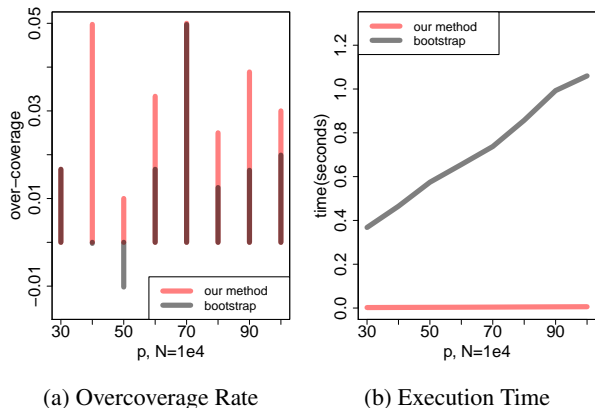 0.05
0.03
0.01
−0.01
over−coverage
our method
bootstrap
30
50
70
90
p, N=1e4
(a) Overcoverage Rate
our method
bootstrap
1.2
1.0
0.8
0.6
0.4
0.2
0.0
time(seconds)
30
50
70
90
p, N=1e4
(b) Execution Time